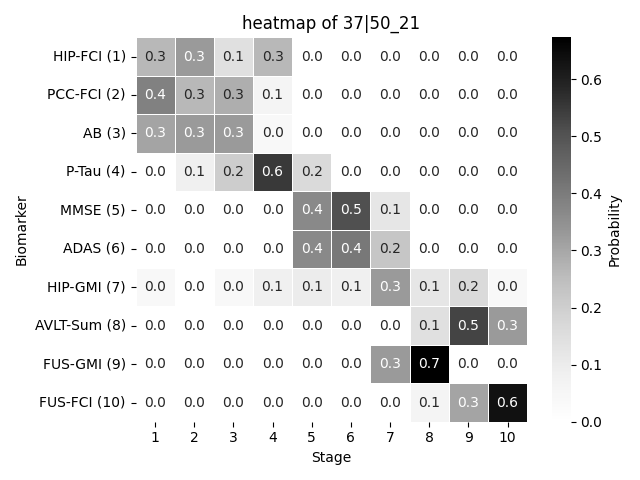 heatmap of 37|50_21
HIP-FCI (1) 0.3 0.3 0.1 0.3 0.0 0.0 0.0 0.0 0.0 0.0
PCC-FCI (2) 0.4 0.3 0.3 0.1 0.0 0.0 0.0 0.0 0.0 0.0
AB (3) 0.3 0.3 0.3 0.0 0.0 0.0 0.0 0.0 0.0 0.0
P-Tau (4) 0.0 0.1 0.2 0.6 0.2 0.0 0.0 0.0 0.0 0.0
MMSE (5) 0.0 0.0 0.0 0.0 0.4 0.5 0.1 0.0 0.0 0.0
ADAS (6) 0.0 0.0 0.0 0.0 0.4 0.4 0.2 0.0 0.0 0.0
HIP-GMI (7) 0.0 0.0 0.0 0.1 0.1 0.1 0.3 0.1 0.2 0.0
AVLT-Sum (8) 0.0 0.0 0.0 0.0 0.0 0.0 0.0 0.1 0.5 0.3
FUS-GMI (9) 0.0 0.0 0.0 0.0 0.0 0.0 0.3 0.7 0.0 0.0
FUS-FCI (10) 0.0 0.0 0.0 0.0 0.0 0.0 0.0 0.1 0.3 0.6
1 2 3 4 5 6 7 8 9 10
Stage
Biomarker
0.6
0.5
0.4
0.3
0.2
0.1
0.0
Probability